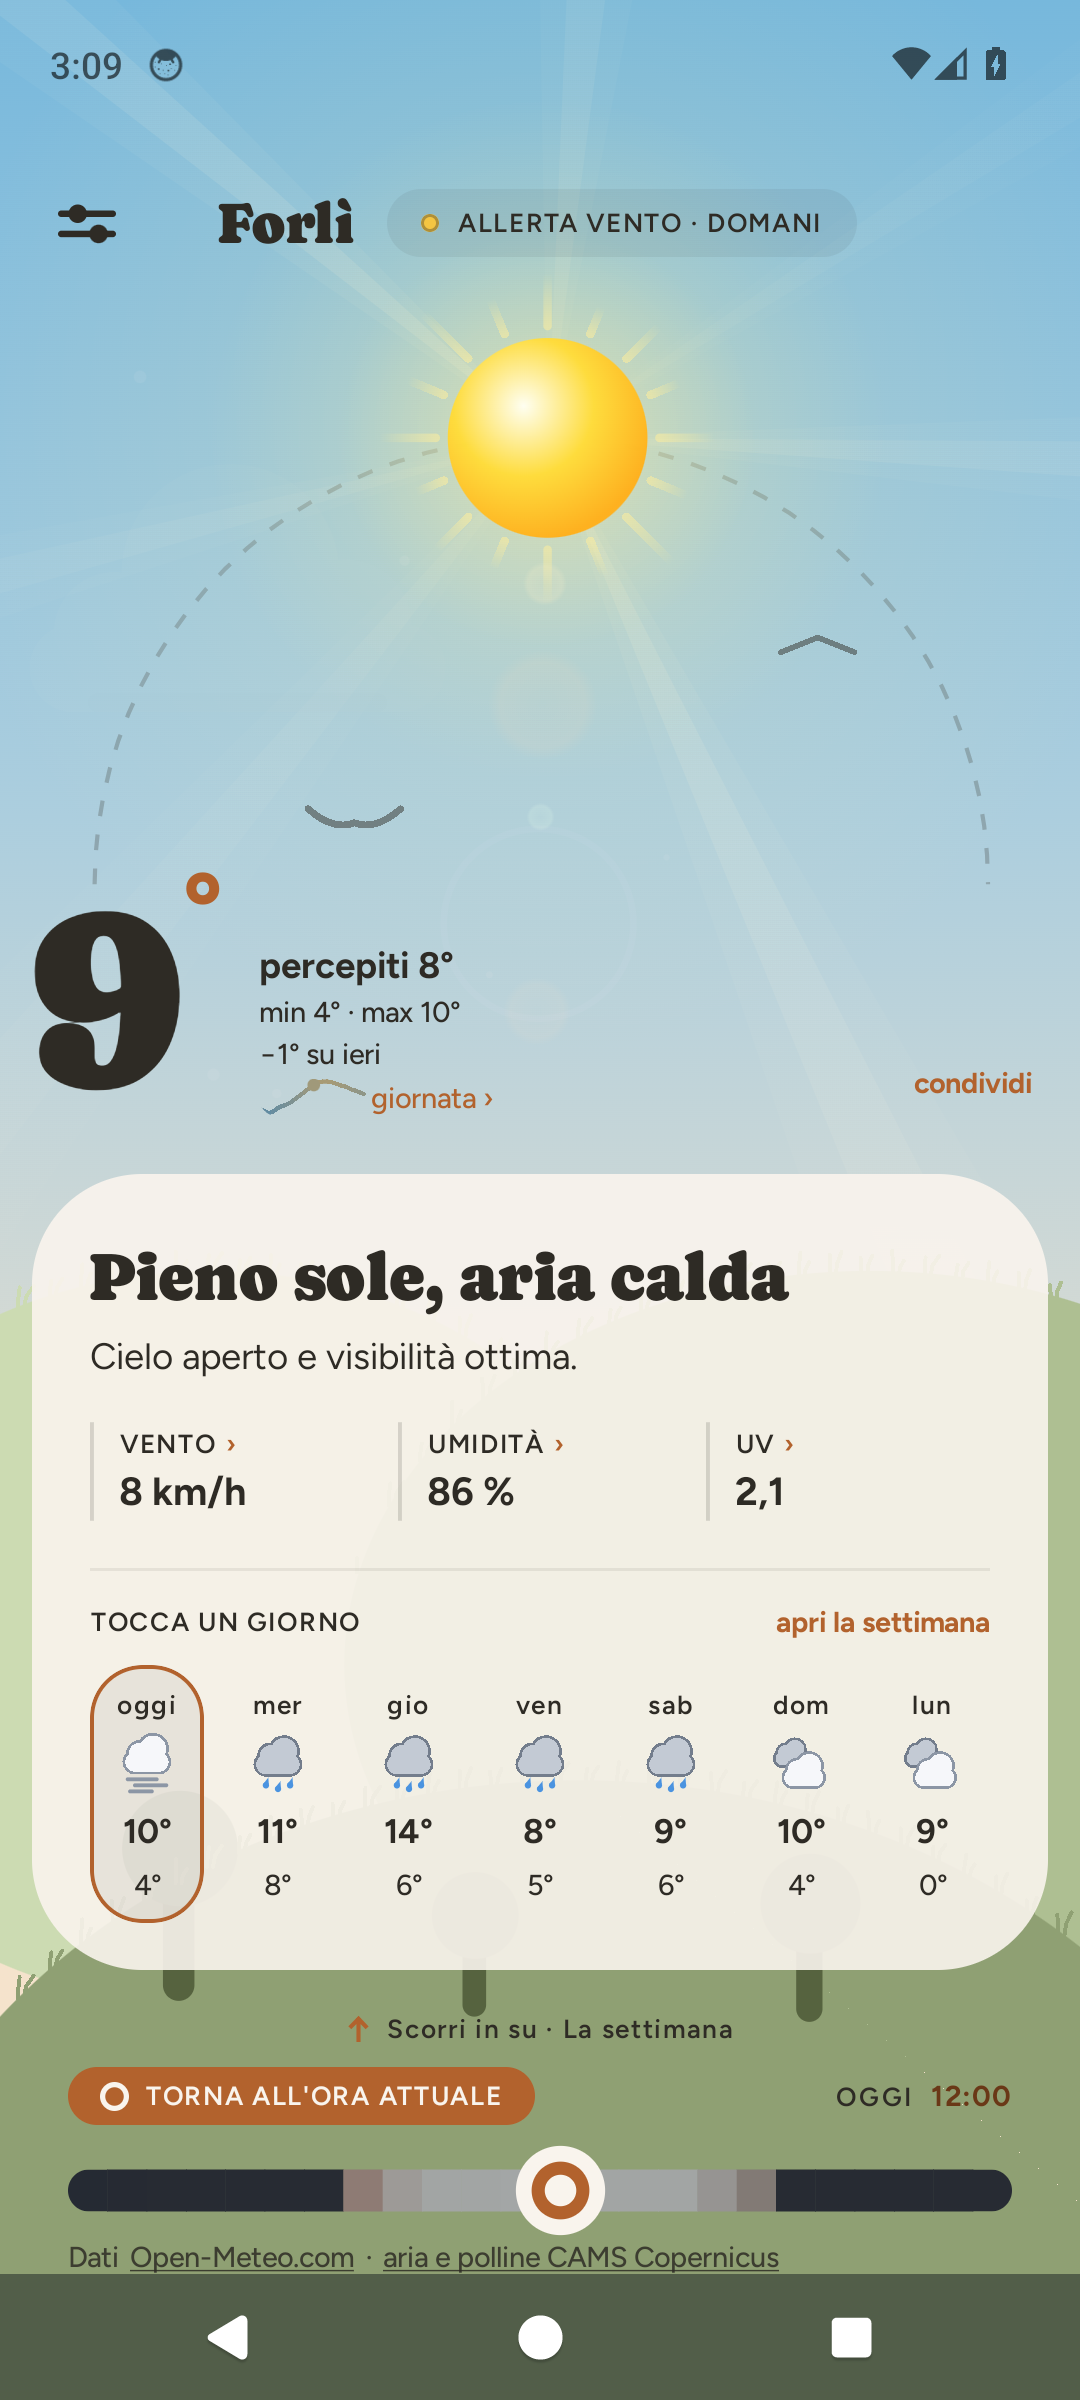 3:09
Forlì
ALLERTA VENTO · DOMANI
9°
percepiti 8°
min 4° · max 10°
−1° su ieri
giornata ›
condividi
Pieno sole, aria calda
Cielo aperto e visibilità ottima.
VENTO › UMIDITÀ › UV ›
8 km/h 86 % 2,1
TOCCA UN GIORNO apri la settimana
oggi mer gio ven sab dom lun
10° 11° 14° 8° 9° 10° 9°
4° 8° 6° 5° 6° 4° 0°
↑ Scorri in su · La settimana
TORNA ALL'ORA ATTUALE OGGI 12:00
Dati Open-Meteo.com · aria e polline CAMS Copernicus